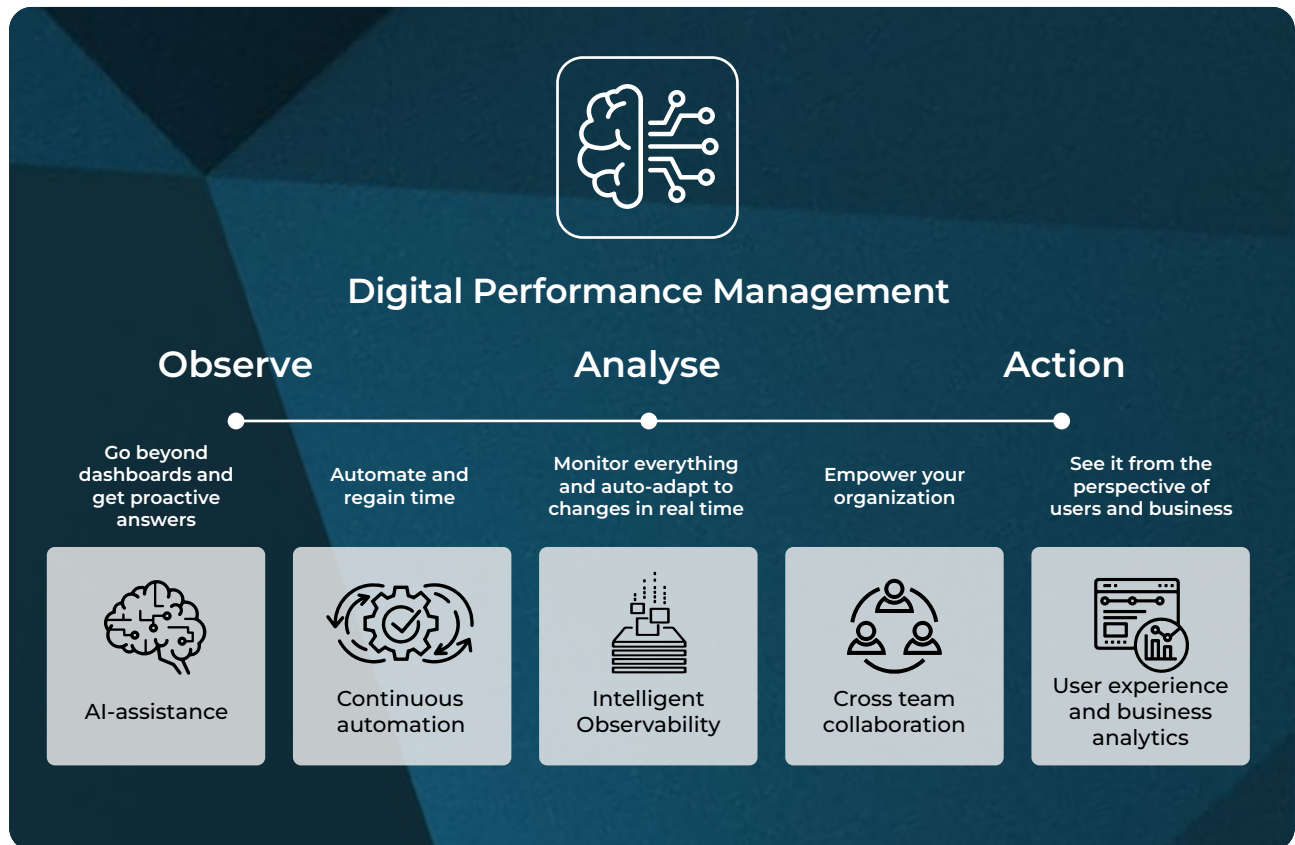 Digital Performance Management
Observe
Analyse
Action
Go beyond
dashboards and
get proactive
answers
Automate and
regain time
Monitor everything
and auto-adapt to
changes in real time
Empower your
organization
See it from the
perspective of
users and business
AI-assistance
Continuous
automation
Intelligent
Observability
Cross team
collaboration
User experience
and business
analytics